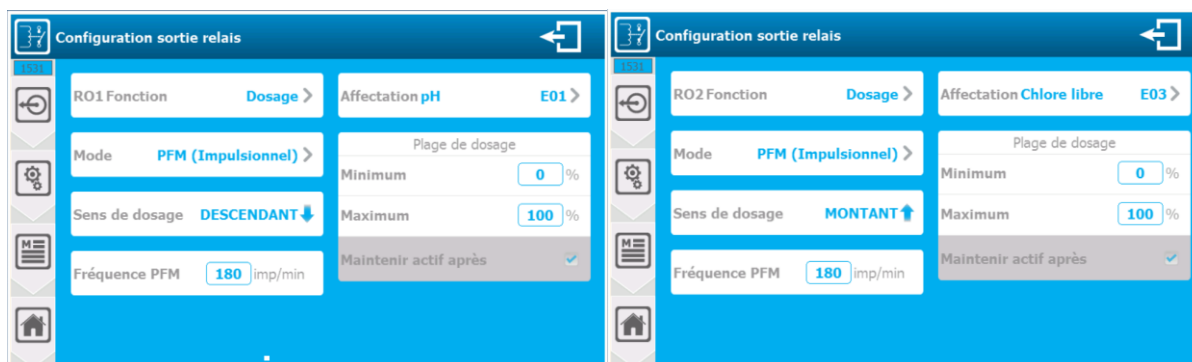 Configuration sortie relais
1531
RO1 Fonction Dosage
Affectation pH E01
Mode PFM (Impulsionnel)
Plage de dosage
Minimum 0 %
Sens de dosage DESCENDANT
Maximum 100 %
Fréquence PFM 180 imp/min
Maintenir actif après
Configuration sortie relais
1531
RO2 Fonction Dosage
Affectation Chlore libre E03
Mode PFM (Impulsionnel)
Plage de dosage
Minimum 0 %
Sens de dosage MONTANT
Maximum 100 %
Fréquence PFM 180 imp/min
Maintenir actif après